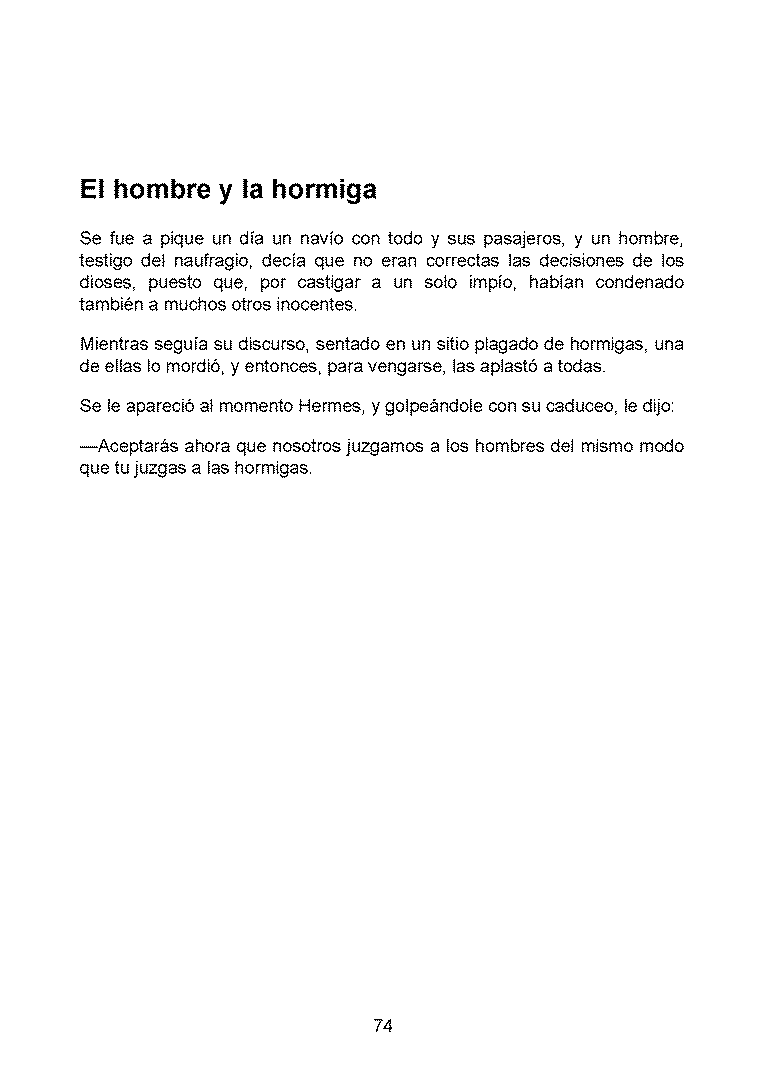 El hombre y la hormiga
Se fue a pique un día un navío con todo y sus pasajeros, y un hombre,
testigo del naufragio, decía que no eran correctas las decisiones de los
dioses, puesto que, por castigar a un solo impío, habían condenado
también a muchos otros inocentes.
Mientras seguía su discurso, sentado en un sitio plagado de hormigas, una
de ellas lo mordió, y entonces, para vengarse, las aplastó a todas.
Se le apareció al momento Hermes, y golpeándole con su caduceo, le dijo:
—Aceptarás ahora que nosotros juzgamos a los hombres del mismo modo
que tu juzgas a las hormigas.
74